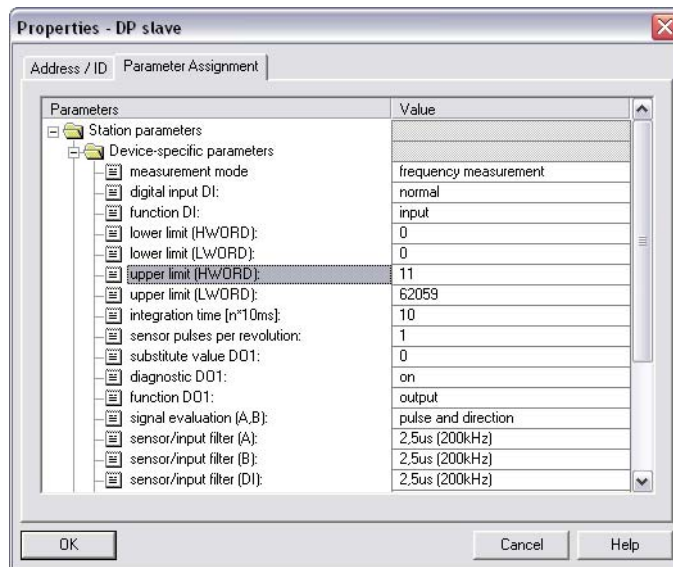 Properties - DP slave
Address / ID Parameter Assignment
Parameters Value
Station parameters
Device-specific parameters
measurement mode frequency measurement
digital input DI: normal
function DI: input
lower limit (HWORD): 0
lower limit (LWORD): 0
upper limit (HWORD): 11
upper limit (LWORD): 62059
integration time [n*10ms]: 10
sensor pulses per revolution: 1
substitute value DO1: 0
diagnostic DO1: on
function DO1: output
signal evaluation (A,B): pulse and direction
sensor/input filter (A): 2,5us (200kHz)
sensor/input filter (B): 2,5us (200kHz)
sensor/input filter (DI): 2,5us (200kHz)
OK Cancel Help